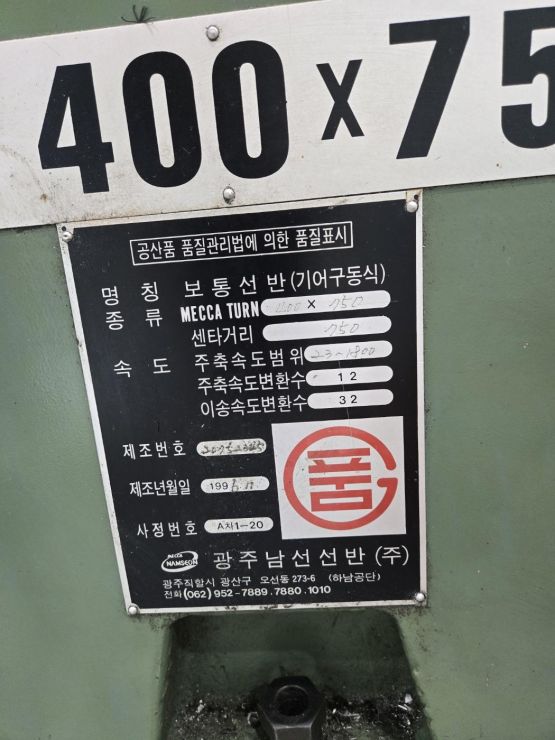 400 x 75
공산품 품질관리법에 의한 품질표시
명칭 보통선반 (기어구동식)
종류 MECCA TURN 400 x 750
센타거리 750
속도 주축속도범위 23~1800
주축속도변환수 12
이송속도변환수 32
제조번호
제조년월일 199
사정번호 A차1-20
품
NAMSEON 광주남선선반 (주)
광주직할시 광산구 오선동 273-6 (하남공단)
전화 (062) 952-7889.7880.1010